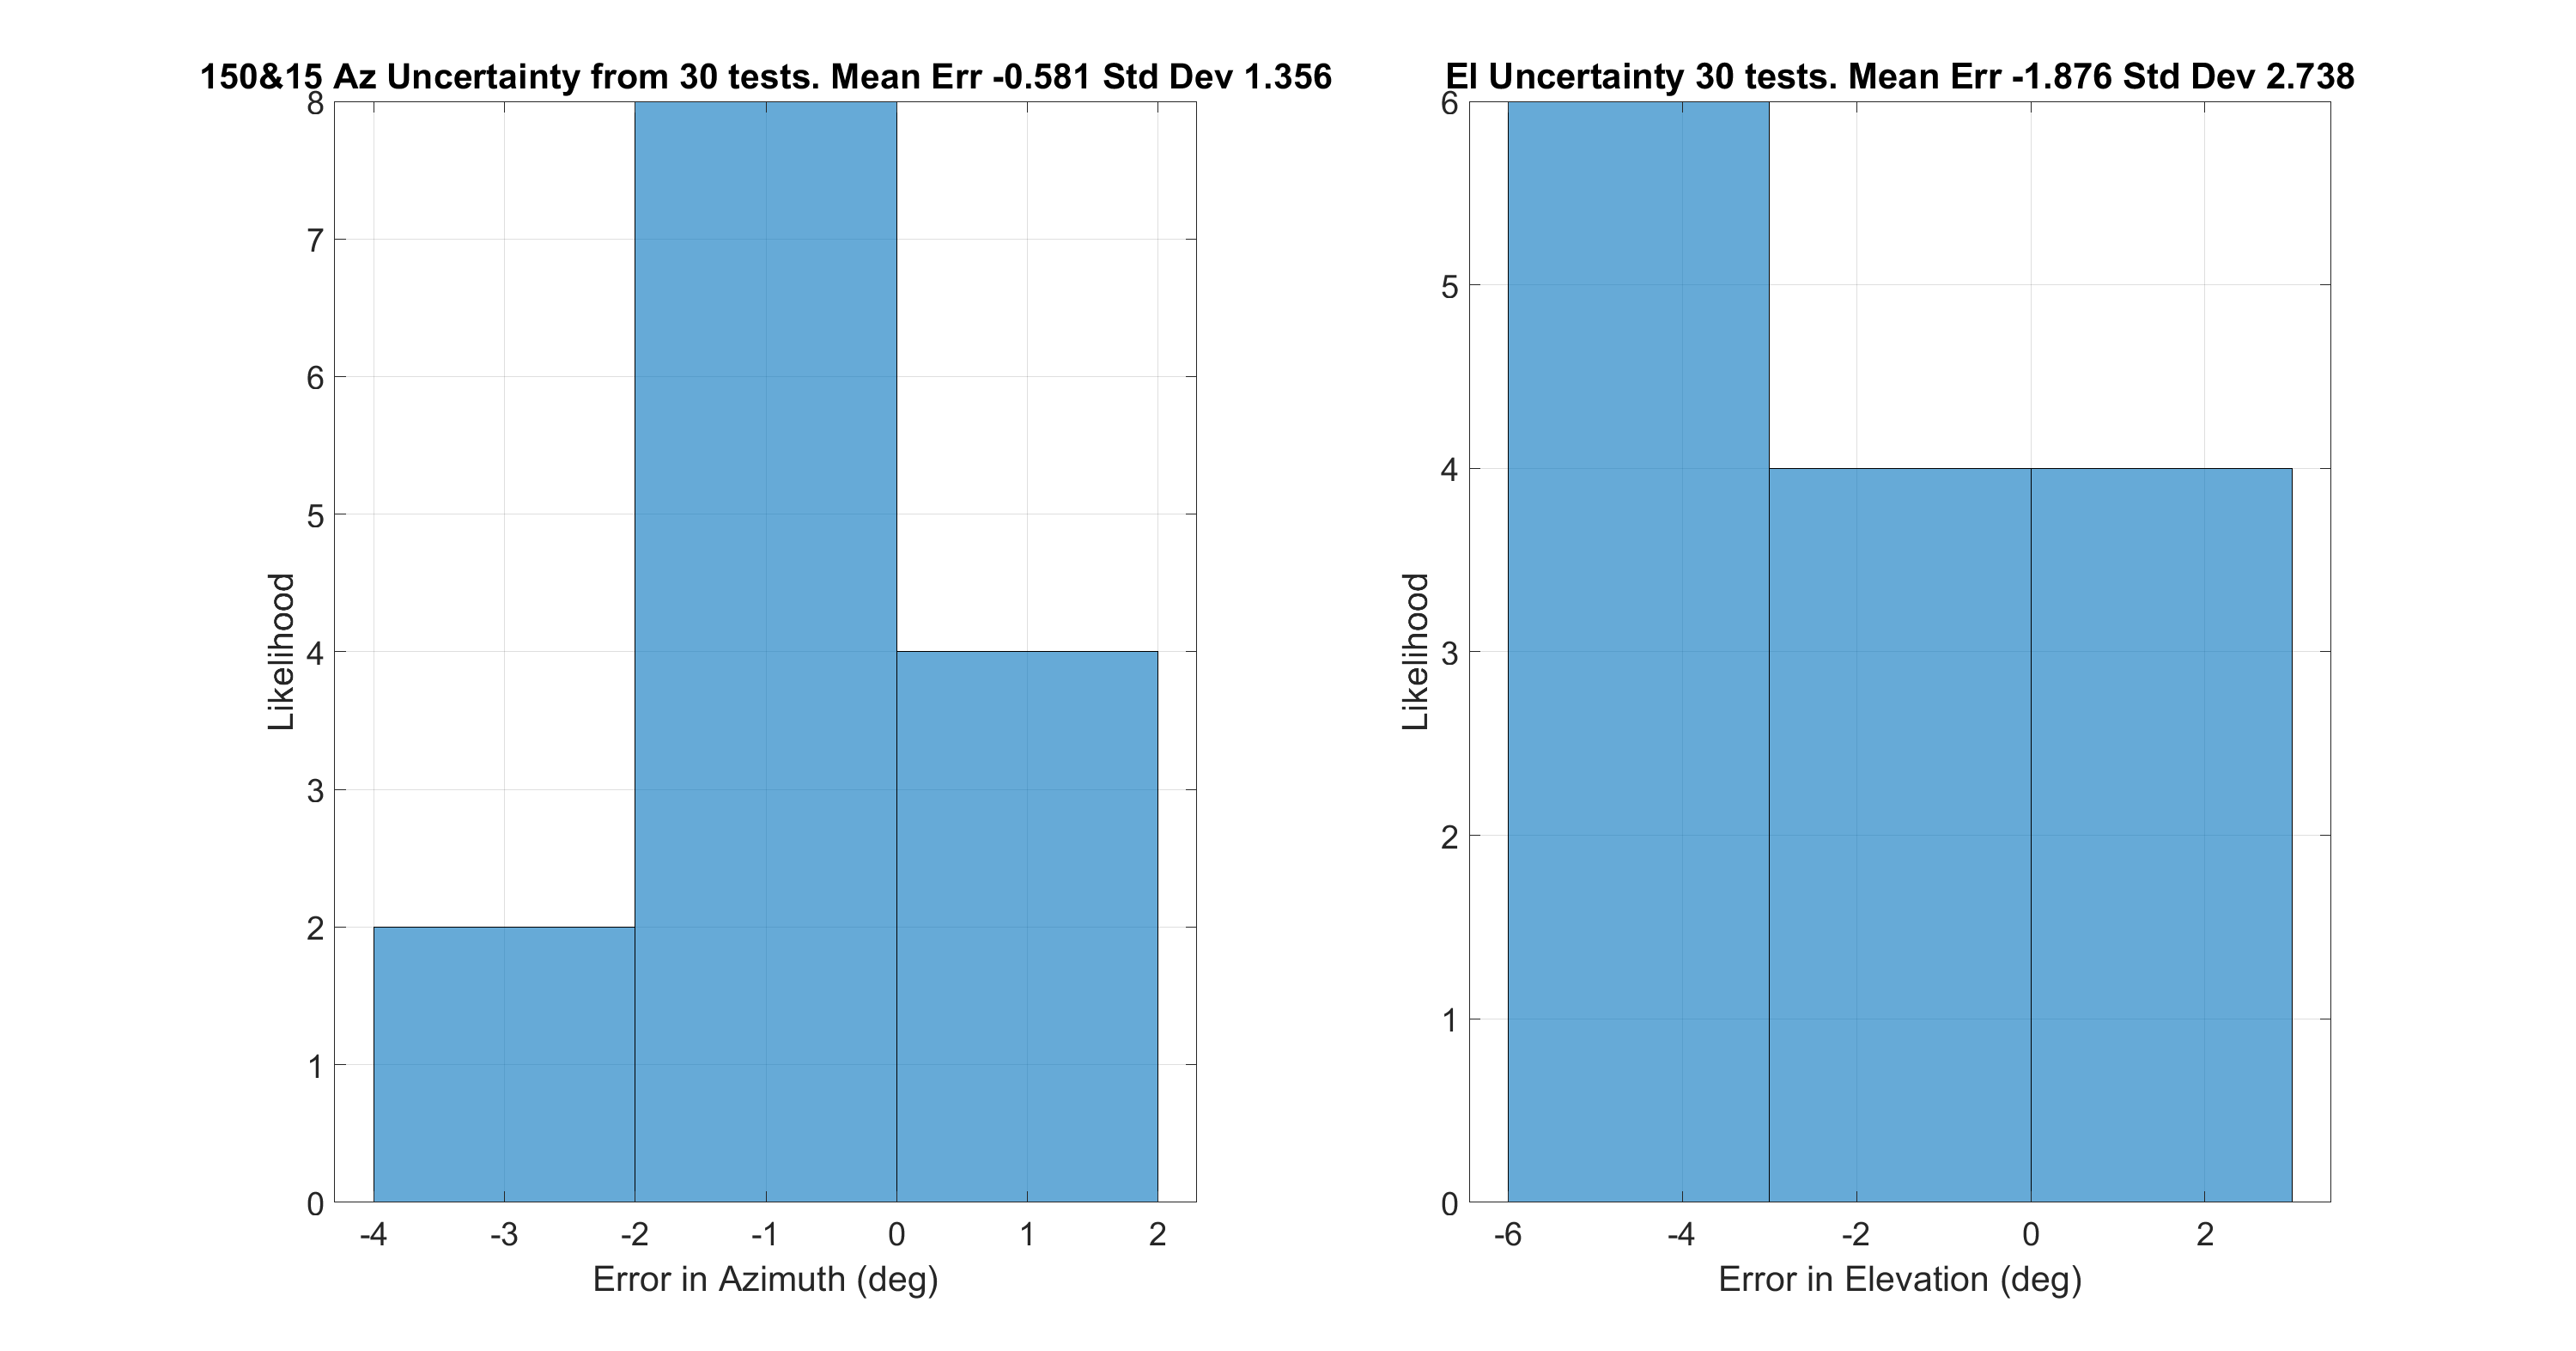 150&15 Az Uncertainty from 30 tests. Mean Err -0.581 Std Dev 1.356
8
7
6
5
4
3
2
1
0
Likelihood
-4 -3 -2 -1 0 1 2
Error in Azimuth (deg)
El Uncertainty 30 tests. Mean Err -1.876 Std Dev 2.738
6
5
4
3
2
1
0
Likelihood
-6 -4 -2 0 2
Error in Elevation (deg)